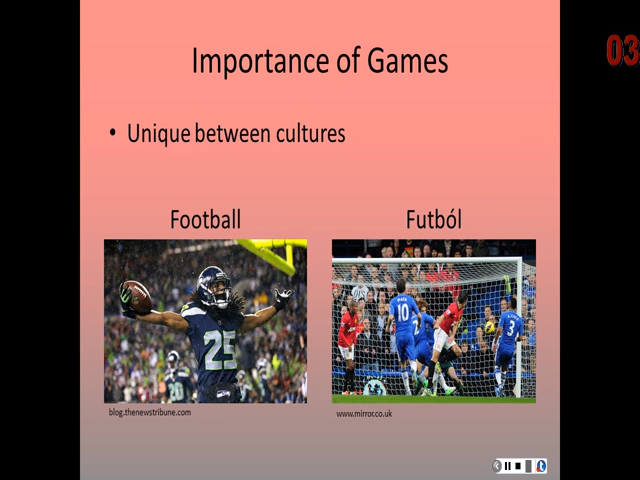 Importance of Games
03
• Unique between cultures
Football
Futból
25
10
2
3
blog.thenewstribune.com
www.mirror.co.uk